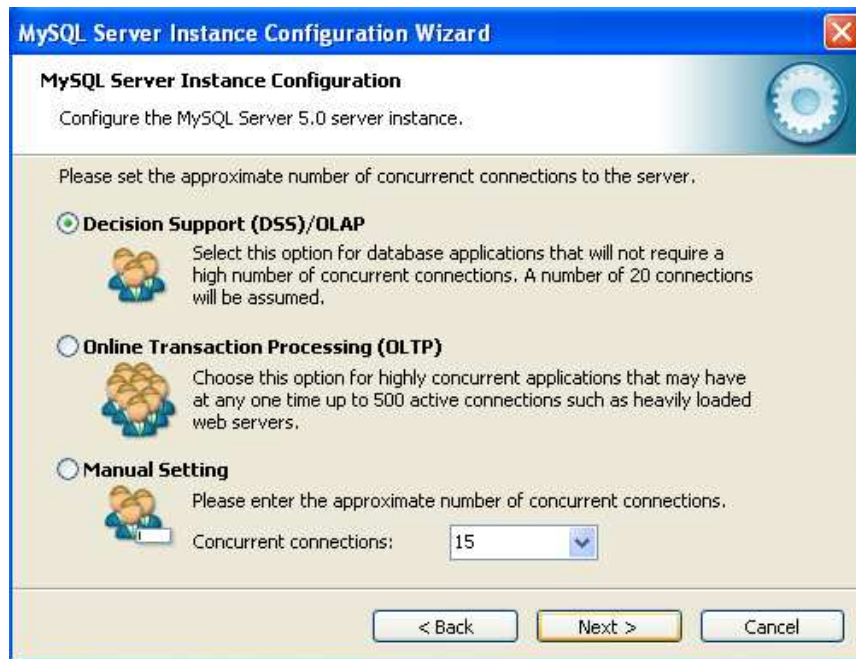 MySQL Server Instance Configuration Wizard
MySQL Server Instance Configuration
Configure the MySQL Server 5.0 server instance.
Please set the approximate number of concurrenct connections to the server.
Decision Support (DSS)/OLAP
Select this option for database applications that will not require a
high number of concurrent connections. A number of 20 connections
will be assumed.
Online Transaction Processing (OLTP)
Choose this option for highly concurrent applications that may have
at any one time up to 500 active connections such as heavily loaded
web servers.
Manual Setting
Please enter the approximate number of concurrent connections.
Concurrent connections: 15
< Back Next > Cancel